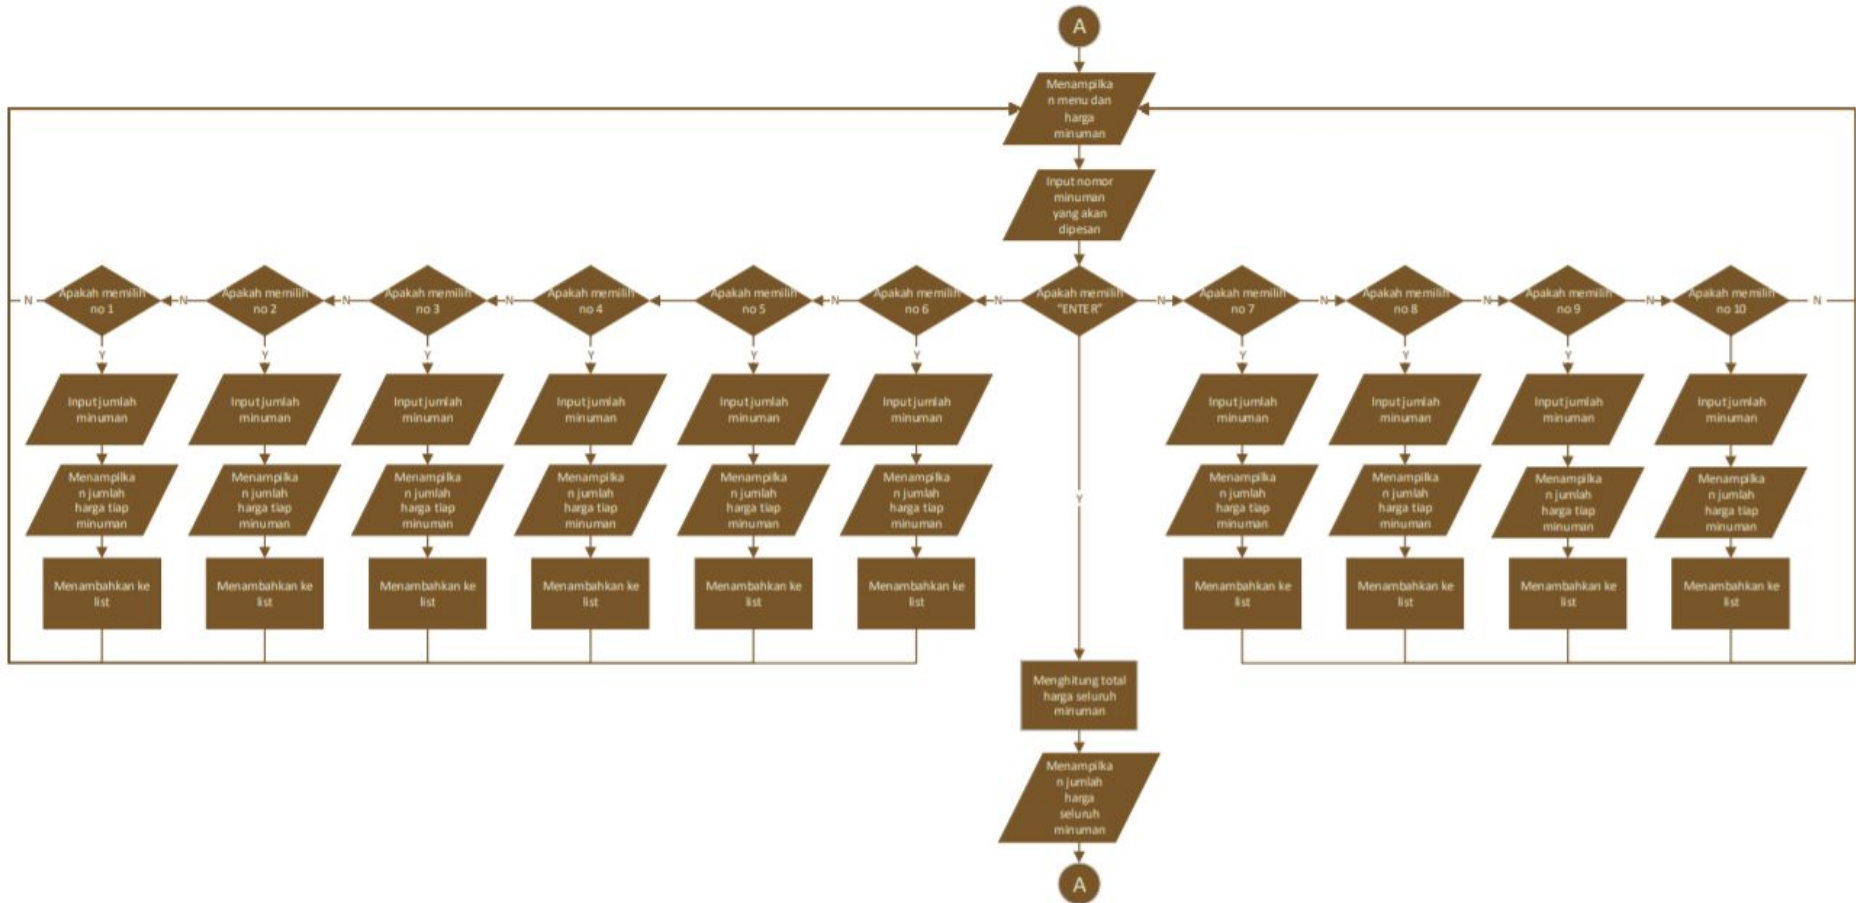 A
Menampilka
n menu dan
harga
minuman
Input nomor
minuman
yang akan
dipesan
N
Apakah memilih
no 1
N
Apakah memilih
no 2
N
Apakah memilih
no 3
N
Apakah memilih
no 4
Apakah memilih
no 5
N
Apakah memilih
no 6
N
Apakah memilih
"ENTER"
N
Apakah memilih
no 7
N
Apakah memilih
no 8
N
Apakah memilih
no 9
N
Apakah memilih
no 10
N
Y
Y
Y
Y
Y
Y
Y
Y
Y
Input jumlah
minuman
Input jumlah
minuman
Input jumlah
minuman
Input jumlah
minuman
Input jumlah
minuman
Input jumlah
minuman
Input jumlah
minuman
Input jumlah
minuman
Input jumlah
minuman
Input jumlah
minuman
Menampilka
n jumlah
harga tiap
minuman
Menampilka
n jumlah
harga tiap
minuman
Menampilka
n jumlah
harga tiap
minuman
Menampilka
n jumlah
harga tiap
minuman
Menampilka
n jumlah
harga tiap
minuman
Menampilka
n jumlah
harga tiap
minuman
Y
Menampilka
n jumlah
harga tiap
minuman
Menampilka
n jumlah
harga tiap
minuman
Menampilka
n jumlah
harga tiap
minuman
Menampilka
n jumlah
harga tiap
minuman
Menambahkan ke
list
Menambahkan ke
list
Menambahkan ke
list
Menambahkan ke
list
Menambahkan ke
list
Menambahkan ke
list
Menambahkan ke
list
Menambahkan ke
list
Menambahkan ke
list
Menambahkan ke
list
Menghitung total
harga seluruh
minuman
Menampilka
n jumlah
harga
seluruh
minuman
A